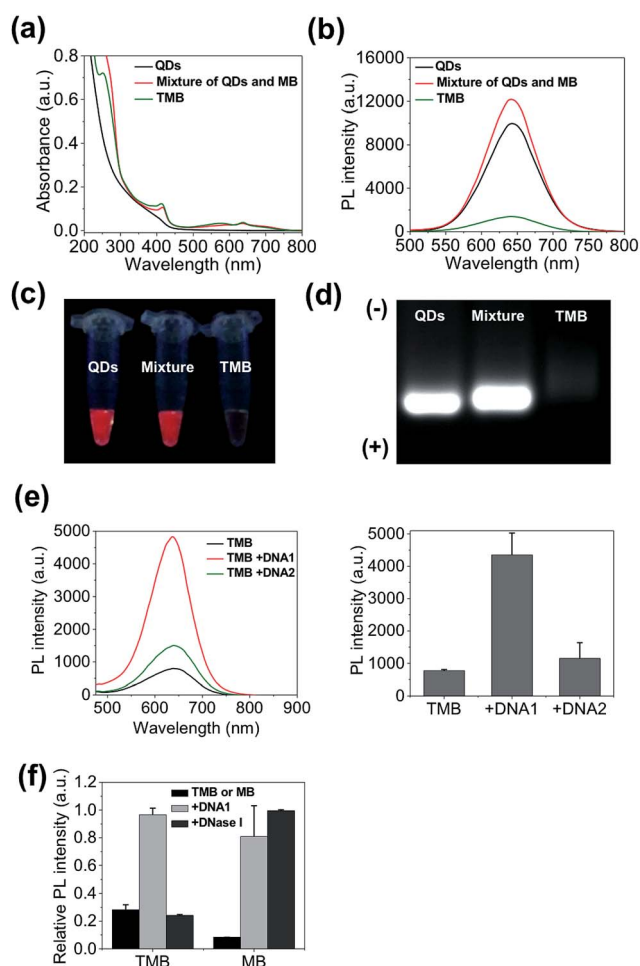 (a)
0.8
0.6
0.4
0.2
0.0
Absorbance (a.u.)
QDs
Mixture of QDs and MB
TMB
200 300 400 500 600 700 800
Wavelength (nm)
(b)
16000
12000
8000
4000
0
PL intensity (a.u.)
QDs
Mixture of QDs and MB
TMB
500 550 600 650 700 750 800
Wavelength (nm)
(c)
QDs Mixture TMB
(d)
(-)
(+)
QDs Mixture TMB
(e)
5000
4000
3000
2000
1000
0
PL intensity (a.u.)
TMB
TMB +DNA1
TMB +DNA2
500 600 700 800 900
Wavelength (nm)
5000
4000
3000
2000
1000
0
PL intensity (a.u.)
TMB +DNA1 +DNA2
(f)
1.2
1.0
0.8
0.6
0.4
0.2
0.0
Relative PL intensity (a.u.)
TMB or MB
+DNA1
+DNase I
TMB MB